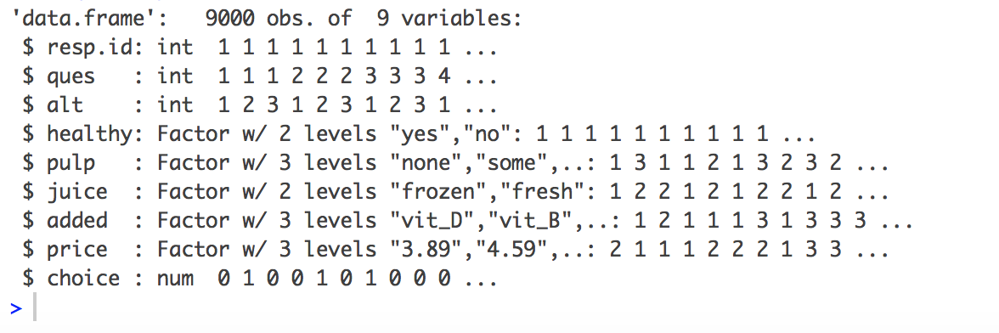 'data.frame':   9000 obs. of  9 variables:
 $ resp.id: int  1 1 1 1 1 1 1 1 1 1 ...
 $ ques   : int  1 1 1 2 2 2 3 3 3 4 ...
 $ alt    : int  1 2 3 1 2 3 1 2 3 1 ...
 $ healthy: Factor w/ 2 levels "yes","no": 1 1 1 1 1 1 1 1 1 1 ...
 $ pulp   : Factor w/ 3 levels "none","some",..: 1 3 1 1 2 1 3 2 3 2 ...
 $ juice  : Factor w/ 2 levels "frozen","fresh": 1 2 2 1 2 1 2 2 1 2 ...
 $ added  : Factor w/ 3 levels "vit_D","vit_B",..: 1 2 1 1 1 3 1 3 3 3 ...
 $ price  : Factor w/ 3 levels "3.89","4.59",..: 2 1 1 1 2 2 2 1 3 3 ...
 $ choice : num  0 1 0 0 1 0 1 0 0 0 ...
>